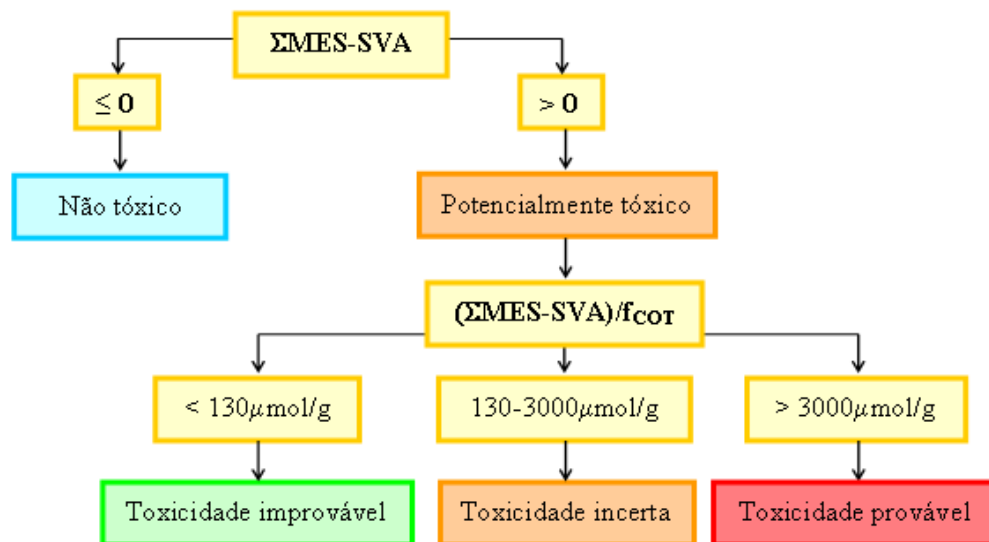 ΣMES-SVA
≤ 0
> 0
Não tóxico
Potencialmente tóxico
(ΣMES-SVA)/fCOT
< 130µmol/g
130-3000µmol/g
> 3000µmol/g
Toxicidade improvável
Toxicidade incerta
Toxicidade provável